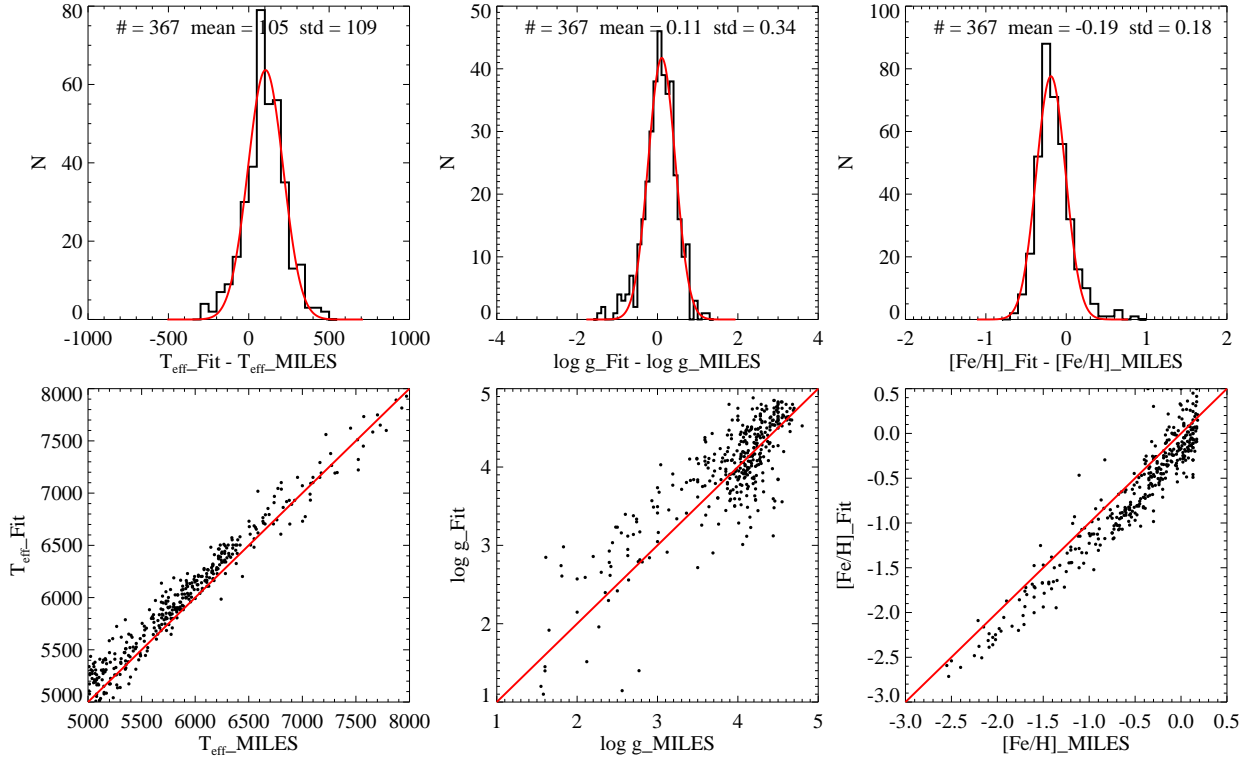 # = 367 mean = 105 std = 109
80
60
40
20
0
N
-1000 -500 0 500 1000
T_eff_Fit - T_eff_MILES
# = 367 mean = 0.11 std = 0.34
50
40
30
20
10
0
N
-4 -2 0 2 4
log g_Fit - log g_MILES
# = 367 mean = -0.19 std = 0.18
100
80
60
40
20
0
N
-2 -1 0 1 2
[Fe/H]_Fit - [Fe/H]_MILES
8000
7500
7000
6500
6000
5500
5000
T_eff_Fit
5000 5500 6000 6500 7000 7500 8000
T_eff_MILES
5
4
3
2
1
log g_Fit
1 2 3 4 5
log g_MILES
0.5
0.0
-0.5
-1.0
-1.5
-2.0
-2.5
-3.0
[Fe/H]_Fit
-3.0 -2.5 -2.0 -1.5 -1.0 -0.5 0.0 0.5
[Fe/H]_MILES